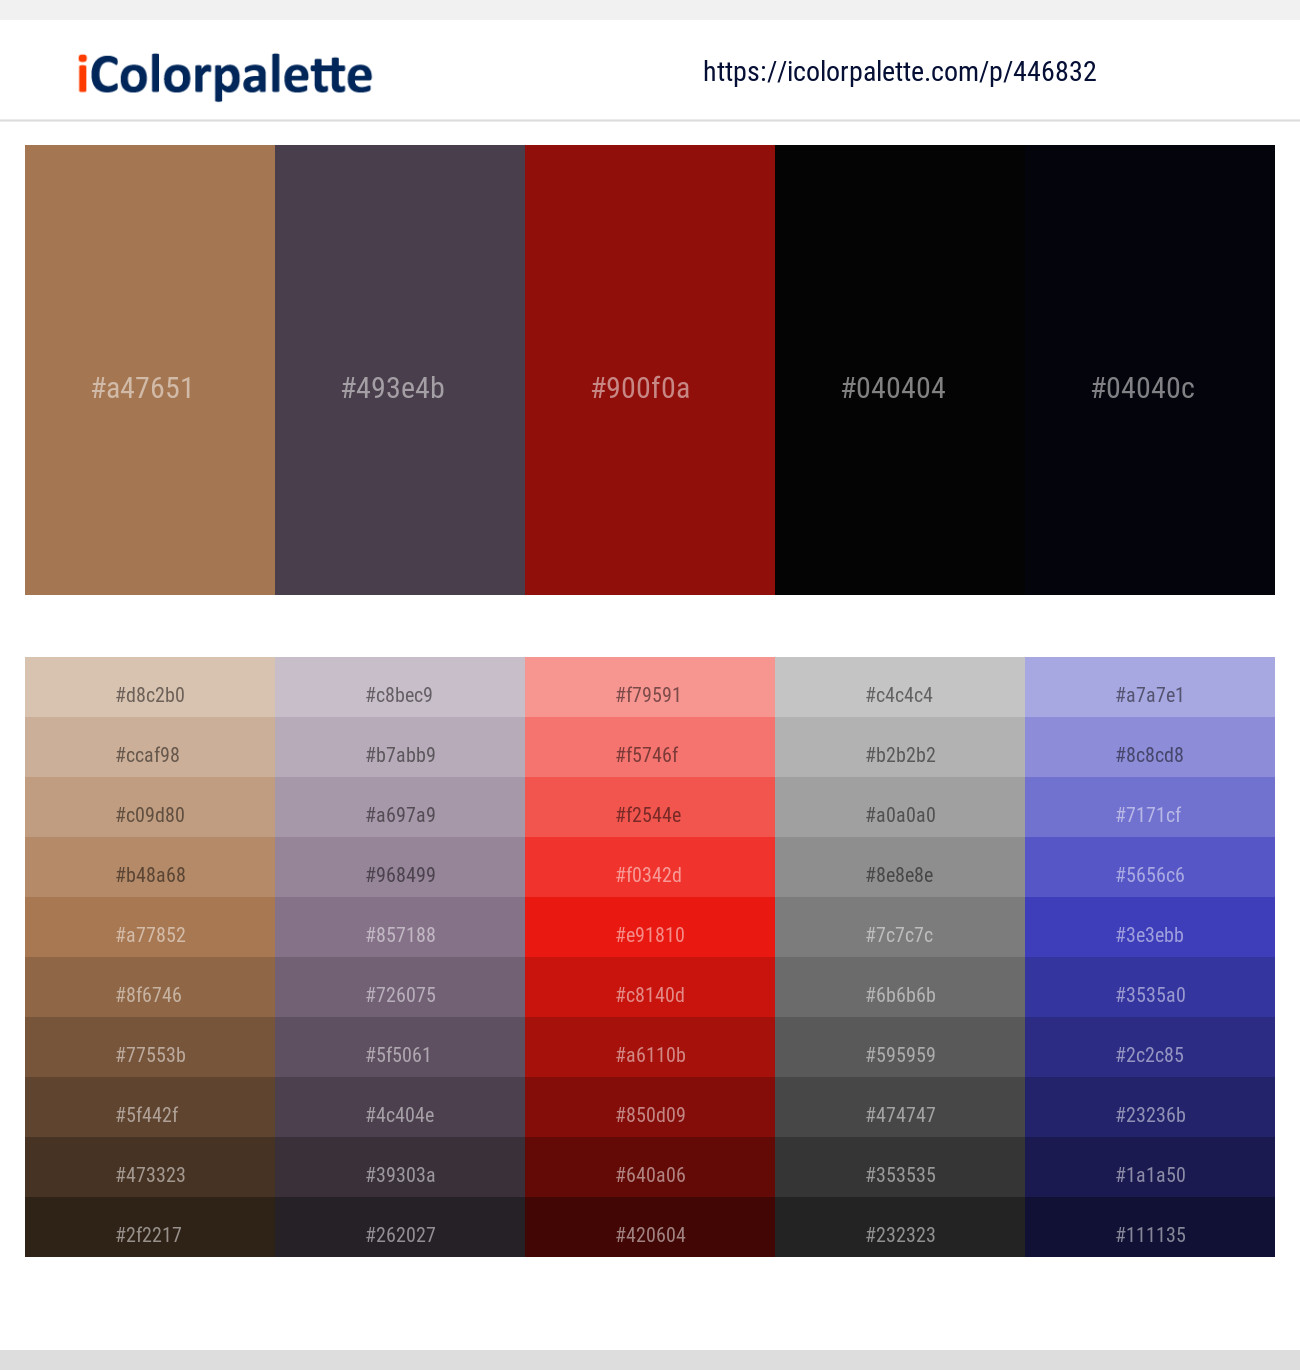 iColorpalette https://icolorpalette.com/p/446832
#a47651 #493e4b #900f0a #040404 #04040c
#d8c2b0 #c8bec9 #f79591 #c4c4c4 #a7a7e1
#ccaf98 #b7abb9 #f5746f #b2b2b2 #8c8cd8
#c09d80 #a697a9 #f2544e #a0a0a0 #7171cf
#b48a68 #968499 #f0342d #8e8e8e #5656c6
#a77852 #857188 #e91810 #7c7c7c #3e3ebb
#8f6746 #726075 #c8140d #6b6b6b #3535a0
#77553b #5f5061 #a6110b #595959 #2c2c85
#5f442f #4c404e #850d09 #474747 #23236b
#473323 #39303a #640a06 #353535 #1a1a50
#2f2217 #262027 #420604 #232323 #111135